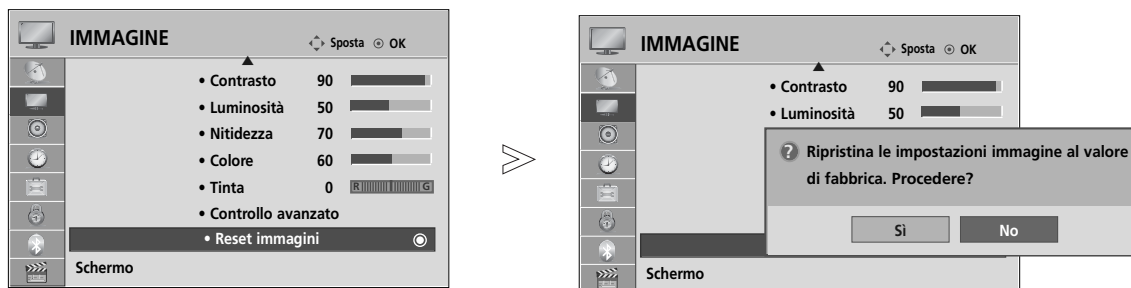 IMMAGINE
Sposta OK
• Contrasto 90
• Luminosità 50
• Nitidezza 70
• Colore 60
• Tinta 0 R G
• Controllo avanzato
• Reset immagini
Schermo
IMMAGINE
Sposta OK
• Contrasto 90
• Luminosità 50
? Ripristina le impostazioni immagine al valore
di fabbrica. Procedere?
Sì No
Schermo